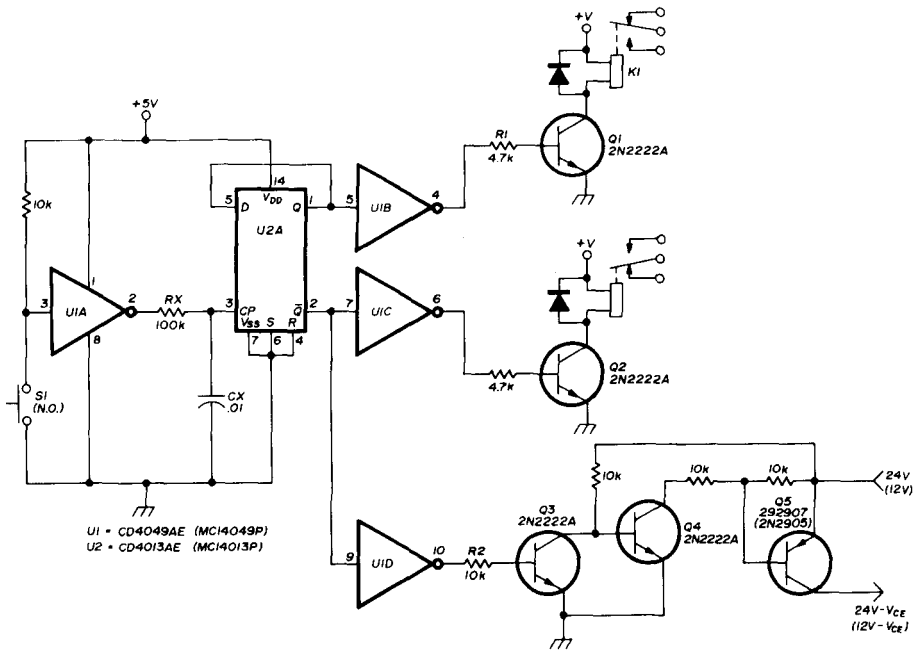 +V
K1
+5V
R1
4.7k
Q1
2N2222A
14
5
D
VDD
Q
1
5
U1B
4
10k
U2A
+V
1
3
U1A
2
RX
100k
3
CP
Q
2
7
U1C
6
VSS
S
R
8
7
6
4
4.7k
Q2
2N2222A
S1
(N.O.)
CX
.01
10k
10k
10k
24V
(12V)
Q3
2N2222A
Q4
2N2222A
Q5
292907
(2N2905)
U1 = CD4049AE (MC14049P)
U2 = CD4013AE (MC14013P)
9
U1D
10
R2
10k
24V-VCE
(12V-VCE)